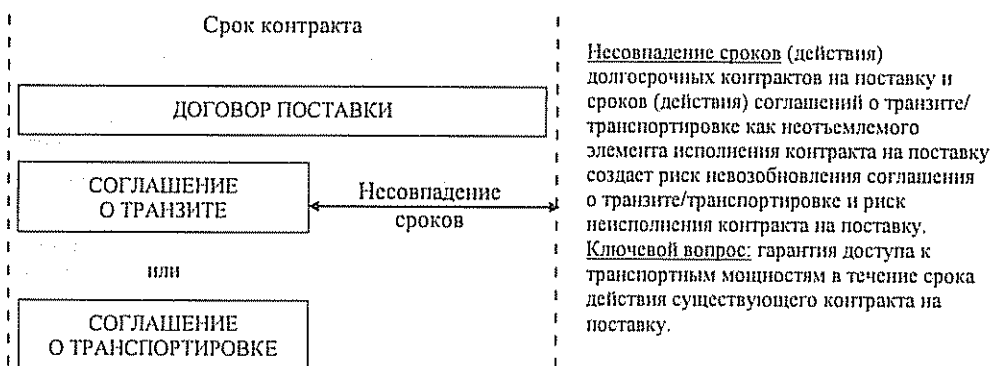 Срок контракта
ДОГОВОР ПОСТАВКИ
СОГЛАШЕНИЕ
О ТРАНЗИТЕ
Несовпадение
сроков
или
СОГЛАШЕНИЕ
О ТРАНСПОРТИРОВКЕ
Несовпадение сроков (действия)
долгосрочных контрактов на поставку и
сроков (действия) соглашений о транзите/
транспортировке как неотъемлемого
элемента исполнения контракта на поставку
создает риск невозобновления соглашения
о транзите/транспортировке и риск
неисполнения контракта на поставку.
Ключевой вопрос: гарантия доступа к
транспортным мощностям в течение срока
действия существующего контракта на
поставку.